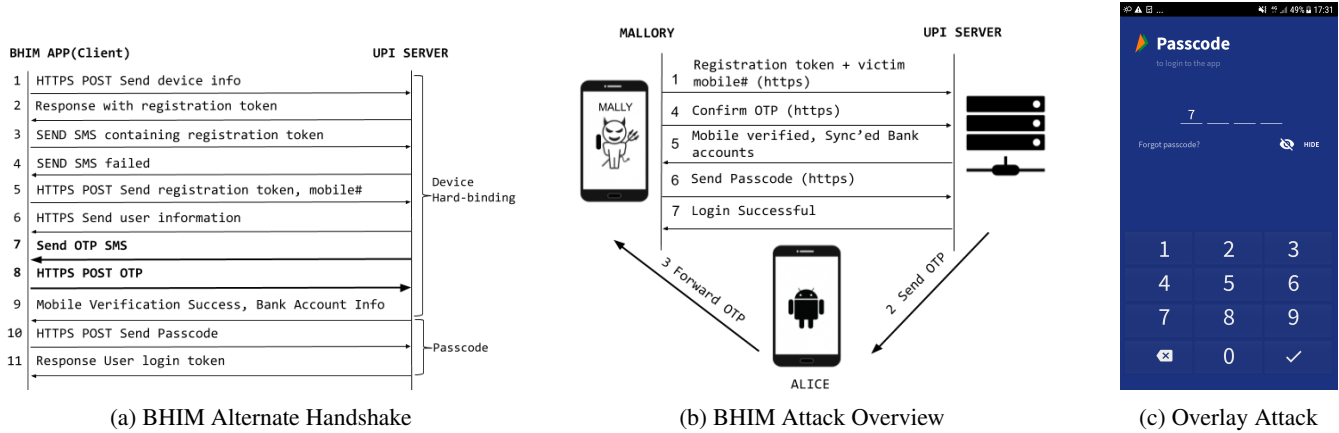 BHIM APP(Client) UPI SERVER
1 HTTPS POST Send device info
2 Response with registration token
3 SEND SMS containing registration token
4 SEND SMS failed
5 HTTPS POST Send registration token, mobile#
6 HTTPS Send user information
7 Send OTP SMS
8 HTTPS POST OTP
9 Mobile Verification Success, Bank Account Info
10 HTTPS POST Send Passcode
11 Response User login token
Device
Hard-binding
Passcode
(a) BHIM Alternate Handshake
MALLORY UPI SERVER
MALLY
1 Registration token + victim
mobile# (https)
4 Confirm OTP (https)
5 Mobile verified, Sync'ed Bank
accounts
6 Send Passcode (https)
7 Login Successful
3 Forward OTP
2 Send OTP
ALICE
(b) BHIM Attack Overview
49% 17:31
Passcode
to login to the app
7
Forgot passcode? HIDE
1 2 3
4 5 6
7 8 9
0
(c) Overlay Attack